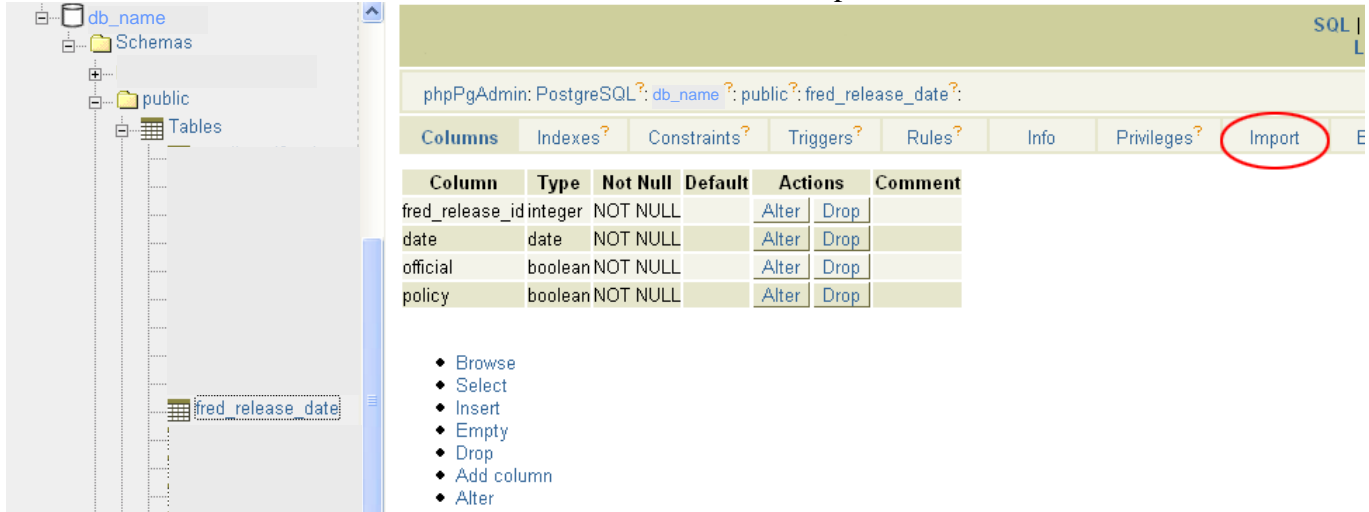 db_name
Schemas
public
Tables
fred_release_date
SQL |
L
phpPgAdmin: PostgreSQL?: db_name?: public?: fred_release_date?:
Columns Indexes? Constraints? Triggers? Rules? Info Privileges? Import E
Column Type Not Null Default Actions Comment
fred_release_id integer NOT NULL Alter Drop
date date NOT NULL Alter Drop
official boolean NOT NULL Alter Drop
policy boolean NOT NULL Alter Drop
Browse
Select
Insert
Empty
Drop
Add column
Alter